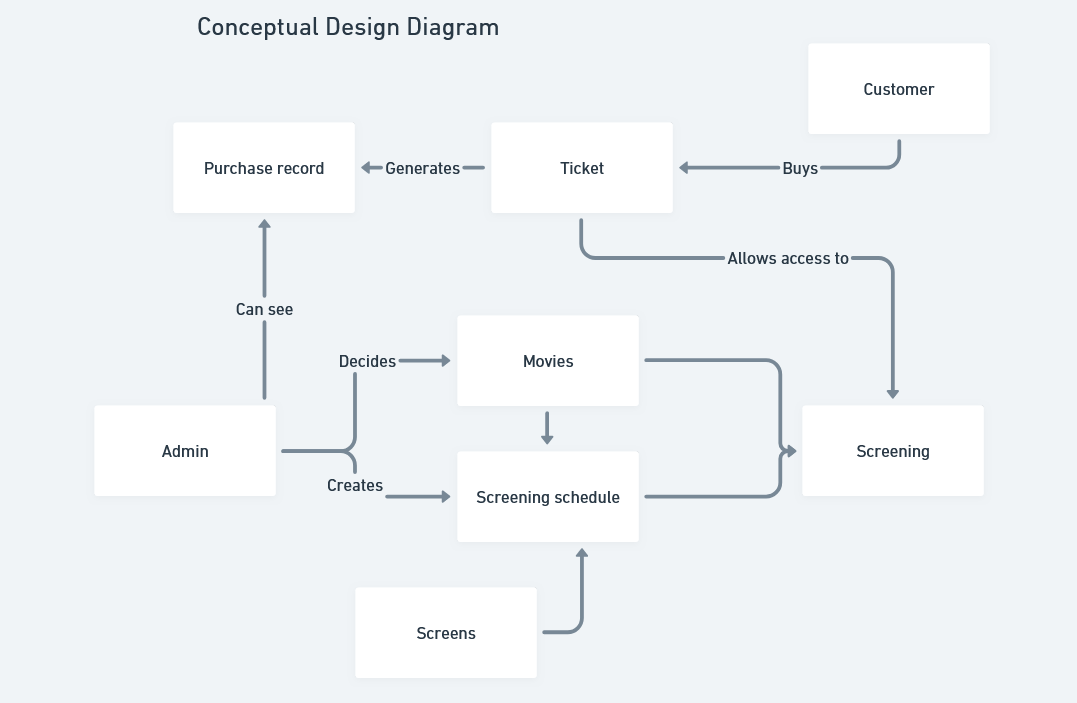 Conceptual Design Diagram
Customer
Purchase record
Generates
Ticket
Buys
Allows access to
Can see
Decides
Movies
Admin
Screening
Creates
Screening schedule
Screens